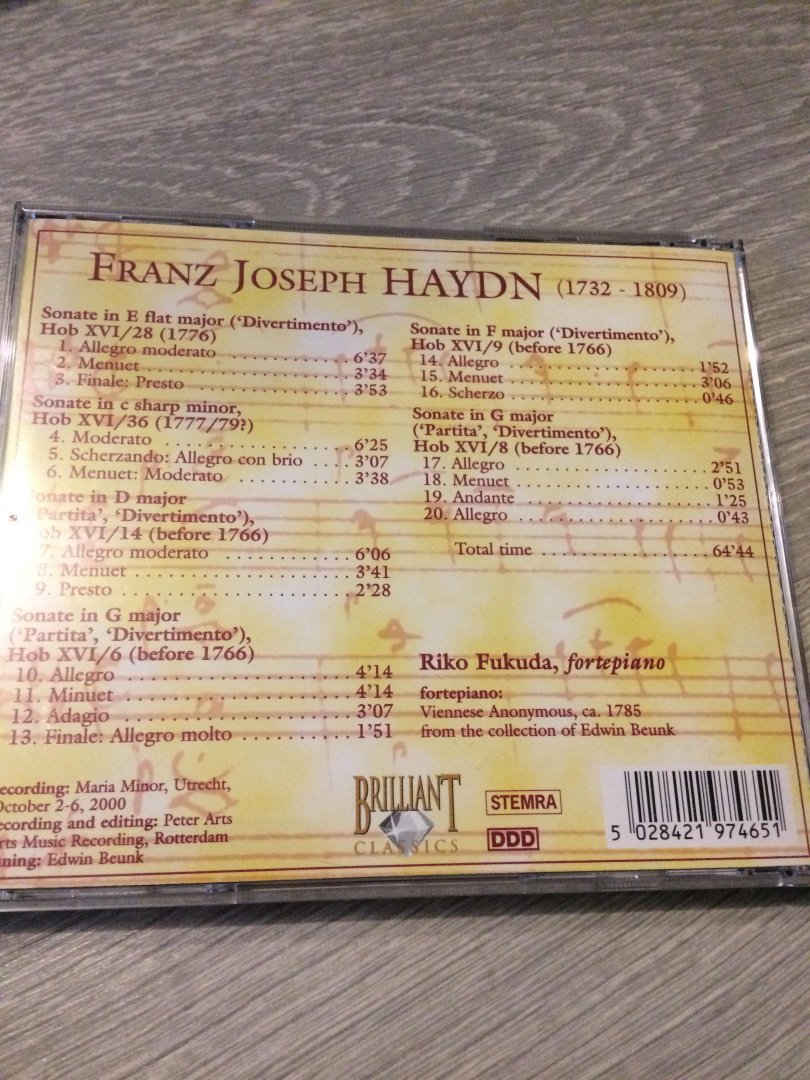 FRANZ JOSEPH HAYDN (1732 - 1809)
Sonate in E flat major ('Divertimento'),
Hob XVI/28 (1776)
1. Allegro moderato 6'37
2. Menuet 3'34
3. Finale: Presto 3'53
Sonate in c sharp minor,
Hob XVI/36 (1777/79?)
4. Moderato 6'25
5. Scherzando: Allegro con brio 3'07
6. Menuet: Moderato 3'38
Sonate in D major
('Partita', 'Divertimento'),
Hob XVI/14 (before 1766)
7. Allegro moderato 6'06
8. Menuet 3'41
9. Presto 2'28
Sonate in G major
('Partita', 'Divertimento'),
Hob XVI/6 (before 1766)
10. Allegro 4'14
11. Minuet 4'14
12. Adagio 3'07
13. Finale: Allegro molto 1'51
Sonate in F major ('Divertimento'),
Hob XVI/9 (before 1766)
14. Allegro 1'52
15. Menuet 3'06
16. Scherzo 0'46
Sonate in G major
('Partita', 'Divertimento'),
Hob XVI/8 (before 1766)
17. Allegro 2'51
18. Menuet 0'53
19. Andante 1'25
20. Allegro 0'43
Total time 64'44
Riko Fukuda, fortepiano
fortepiano:
Viennese Anonymous, ca. 1785
from the collection of Edwin Beunk
ecording: Maria Minor, Utrecht,
October 2-6, 2000
ecording and editing: Peter Arts
rts Music Recording, Rotterdam
ning: Edwin Beunk
BRILLIANT
CLASSICS
STEMRA
DDD
5 028421 974651